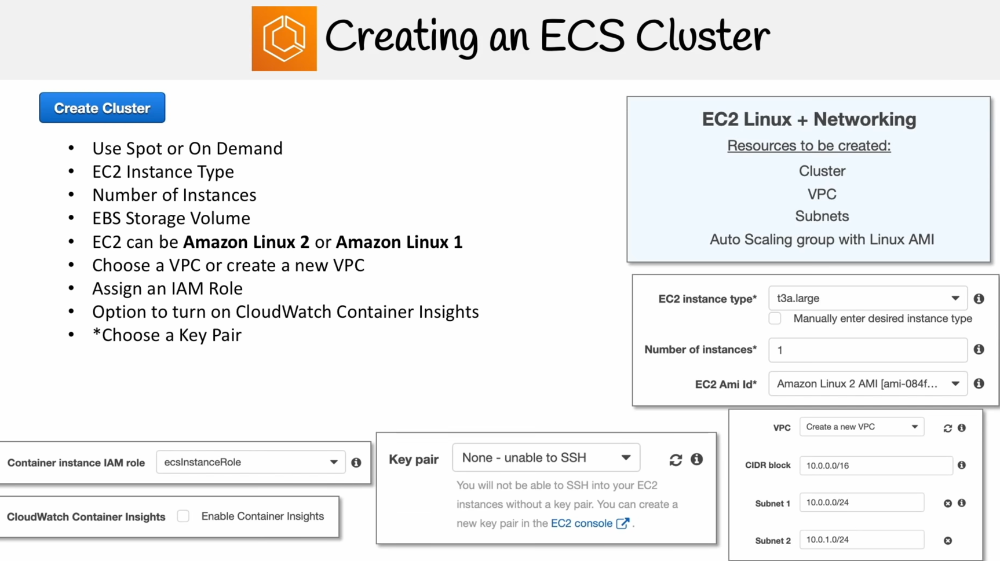 Creating an ECS Cluster
Create Cluster
• Use Spot or On Demand
• EC2 Instance Type
• Number of Instances
• EBS Storage Volume
• EC2 can be Amazon Linux 2 or Amazon Linux 1
• Choose a VPC or create a new VPC
• Assign an IAM Role
• Option to turn on CloudWatch Container Insights
• *Choose a Key Pair
EC2 Linux + Networking
Resources to be created:
Cluster
VPC
Subnets
Auto Scaling group with Linux AMI
EC2 instance type* t3a.large
Manually enter desired instance type
Number of instances* 1
EC2 Ami Id* Amazon Linux 2 AMI [ami-084f...
Container instance IAM role ecsInstanceRole
CloudWatch Container Insights Enable Container Insights
Key pair None - unable to SSH
You will not be able to SSH into your EC2
instances without a key pair. You can create a
new key pair in the EC2 console .
VPC Create a new VPC
CIDR block 10.0.0.0/16
Subnet 1 10.0.0.0/24
Subnet 2 10.0.1.0/24